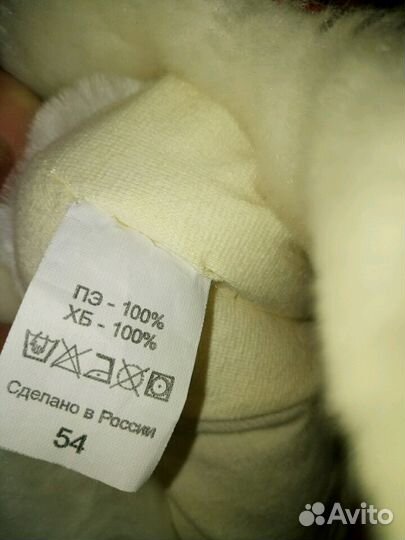 ПЭ - 100%
ХБ - 100%
Сделано в России
54
Avito